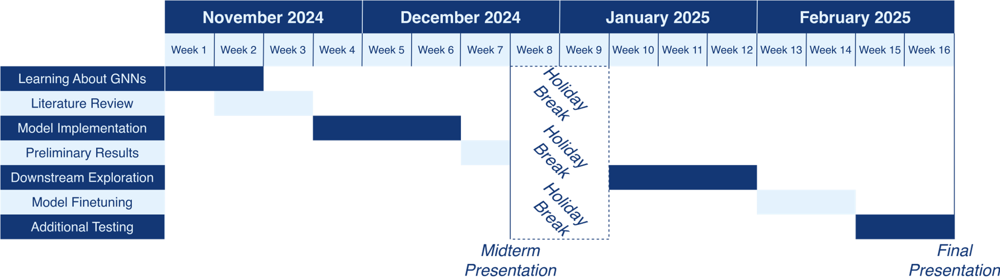 November 2024
December 2024
January 2025
February 2025
Week 1
Week 2
Week 3
Week 4
Week 5
Week 6
Week 7
Week 8
Week 9
Week 10
Week 11
Week 12
Week 13
Week 14
Week 15
Week 16
Learning About GNNs
Literature Review
Model Implementation
Preliminary Results
Downstream Exploration
Model Finetuning
Additional Testing
Holiday
Break
Holiday
Break
Holiday
Break
Midterm
Presentation
Final
Presentation